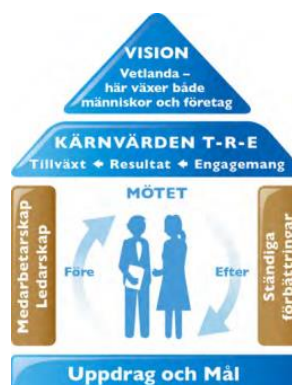 VISION
Vetlanda –
här växer både
människor och företag
KÄRNVÄRDEN T-R-E
Tillväxt ← Resultat ← Engagemang
MÖTET
Medarbetarskap
Ledarskap
Före
Efter
Ständiga
förbättringar
Uppdrag och Mål